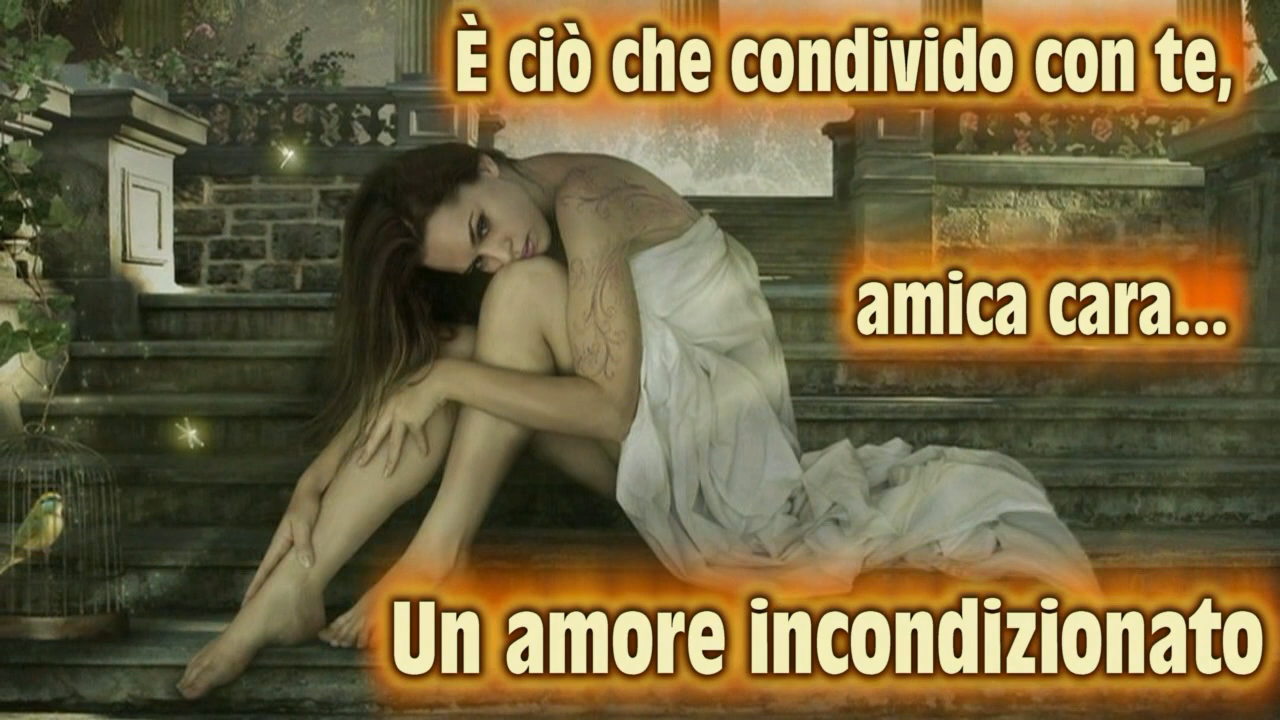 È ciò che condivido con te,
amica cara...
Un amore incondizionato